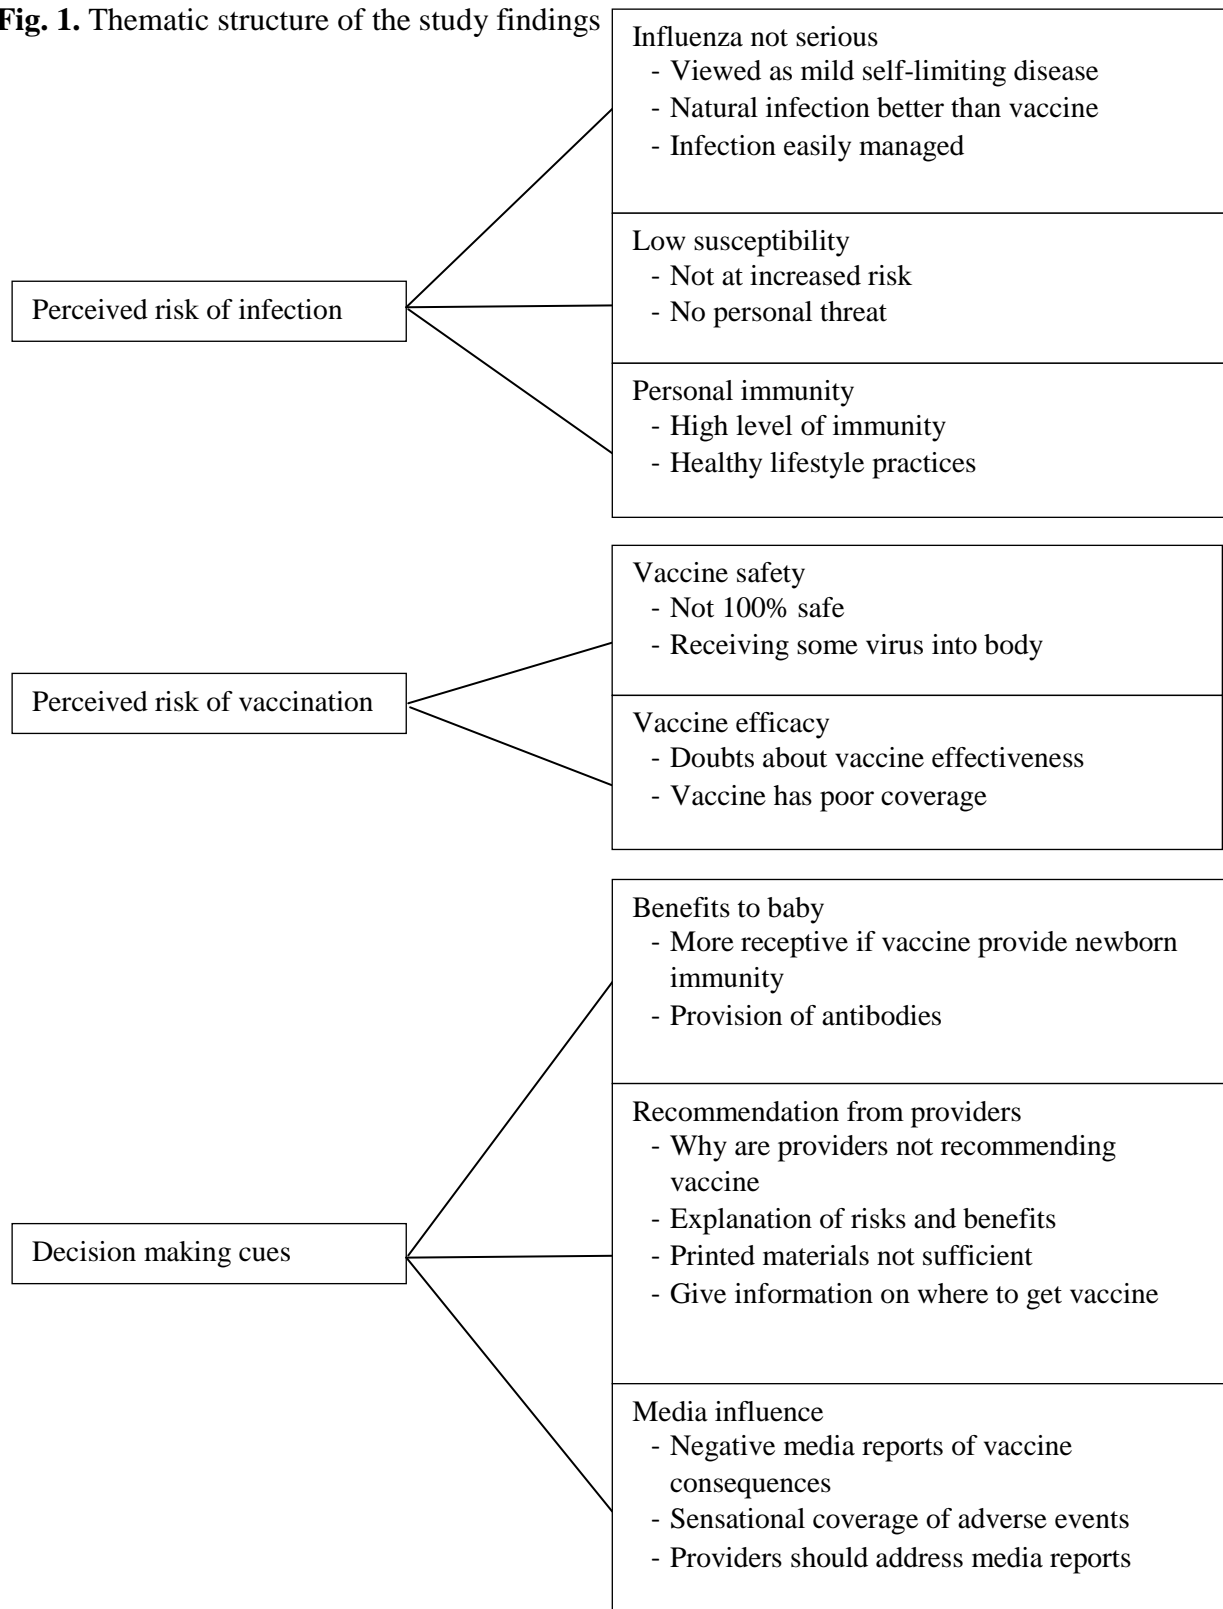 Fig. 1. Thematic structure of the study findings
Influenza not serious
- Viewed as mild self-limiting disease
- Natural infection better than vaccine
- Infection easily managed
Low susceptibility
- Not at increased risk
- No personal threat
Perceived risk of infection
Personal immunity
- High level of immunity
- Healthy lifestyle practices
Vaccine safety
- Not 100% safe
- Receiving some virus into body
Perceived risk of vaccination
Vaccine efficacy
- Doubts about vaccine effectiveness
- Vaccine has poor coverage
Benefits to baby
- More receptive if vaccine provide newborn
immunity
- Provision of antibodies
Recommendation from providers
- Why are providers not recommending
vaccine
- Explanation of risks and benefits
- Printed materials not sufficient
- Give information on where to get vaccine
Decision making cues
Media influence
- Negative media reports of vaccine
consequences
- Sensational coverage of adverse events
- Providers should address media reports